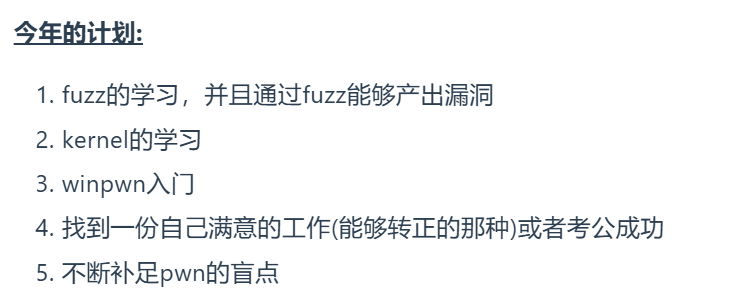 今年的计划:
1. fuzz的学习，并且通过fuzz能够产出漏洞
2. kernel的学习
3. winpwn入门
4. 找到一份自己满意的工作(能够转正的那种)或者考公成功
5. 不断补足pwn的盲点